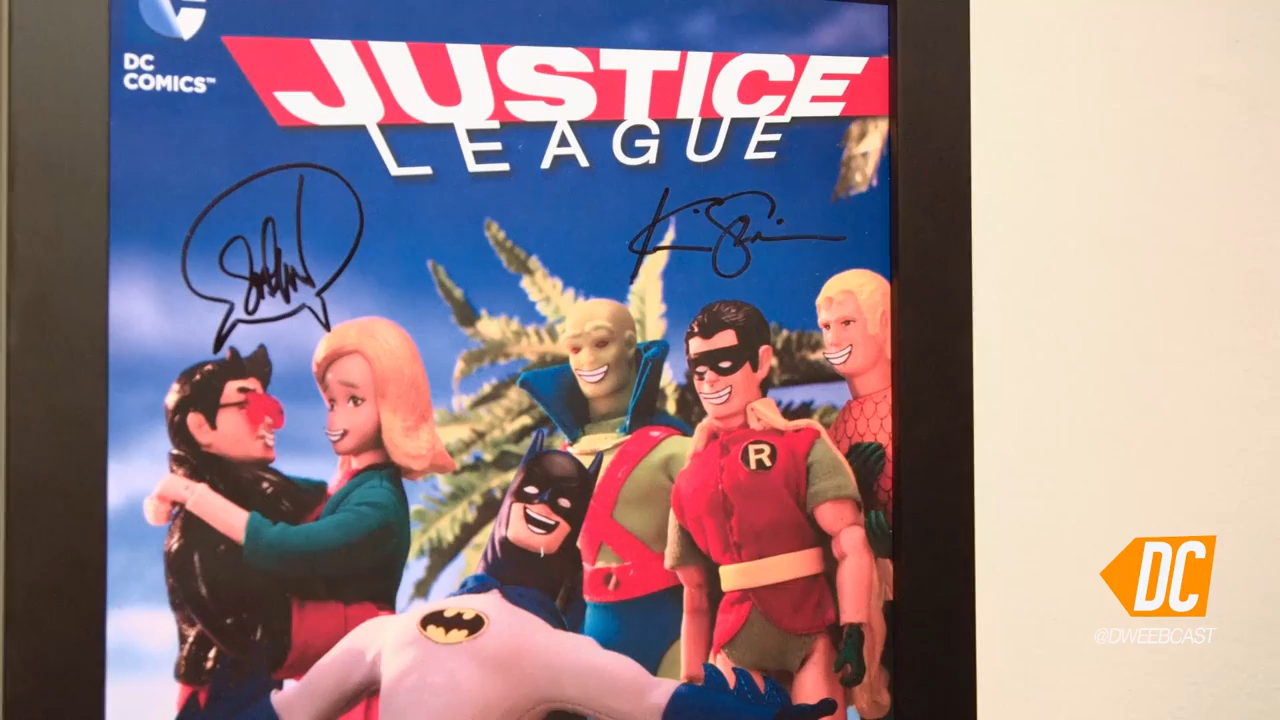 DC
COMICS™
JUSTICE
LEAGUE
R
DC
@DWEEBCAST